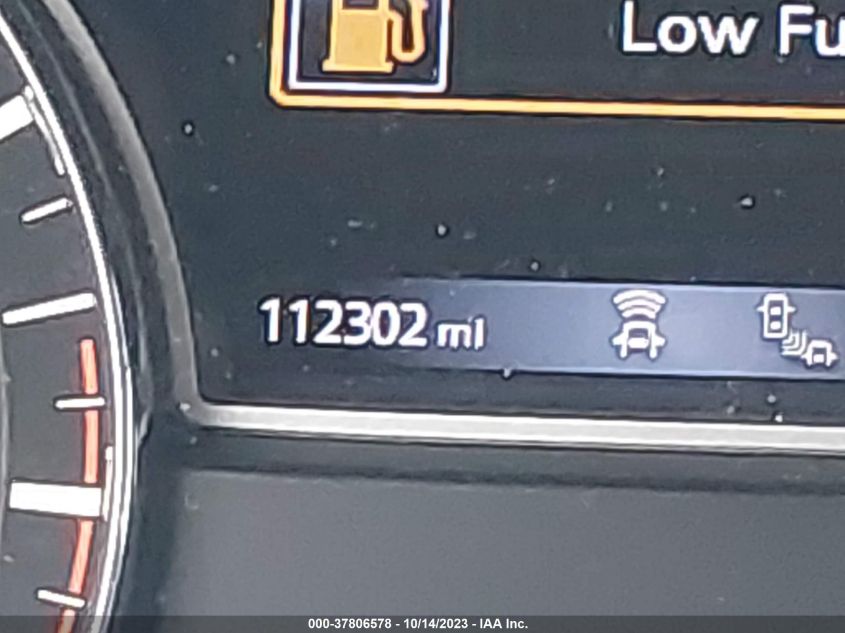 Low Fu
112302 mi
000-37806578 - 10/14/2023 - IAA Inc.